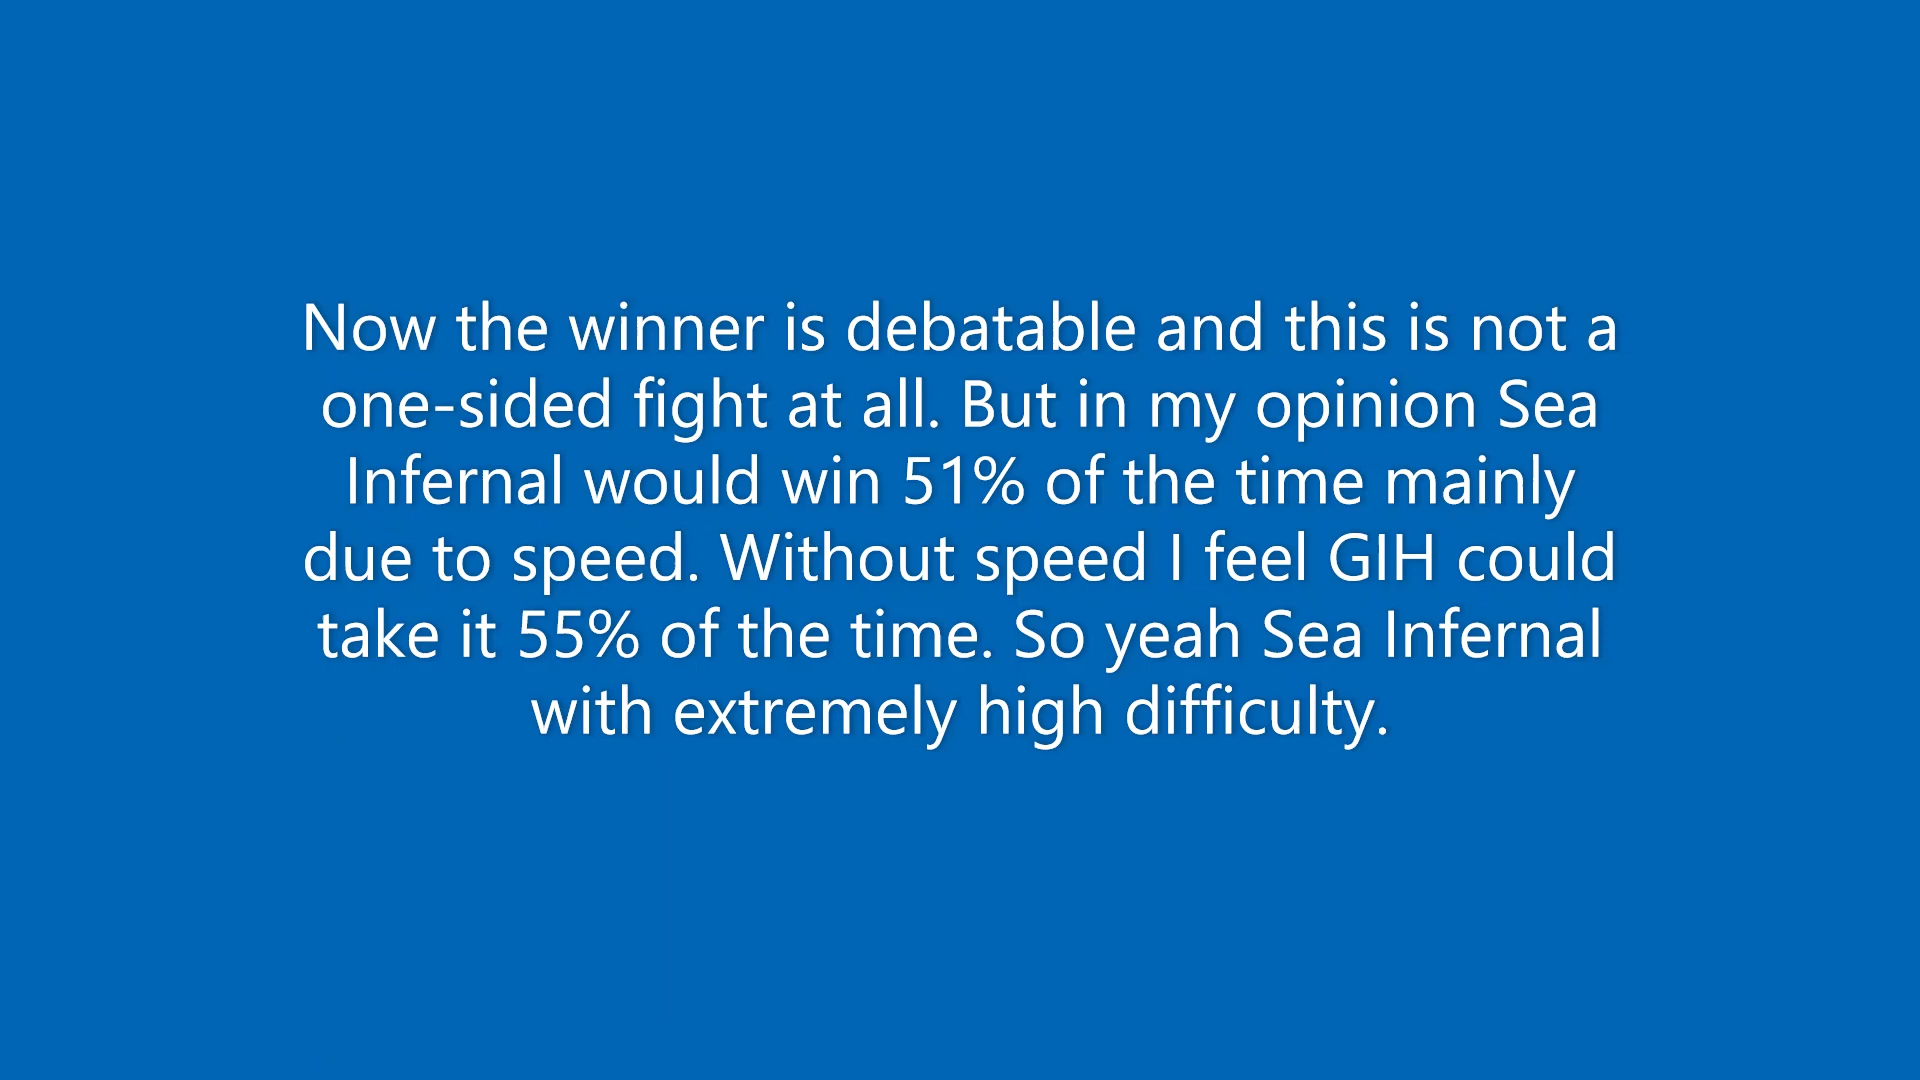 Now the winner is debatable and this is not a
one-sided fight at all. But in my opinion Sea
Infernal would win 51% of the time mainly
due to speed. Without speed I feel GIH could
take it 55% of the time. So yeah Sea Infernal
with extremely high difficulty.